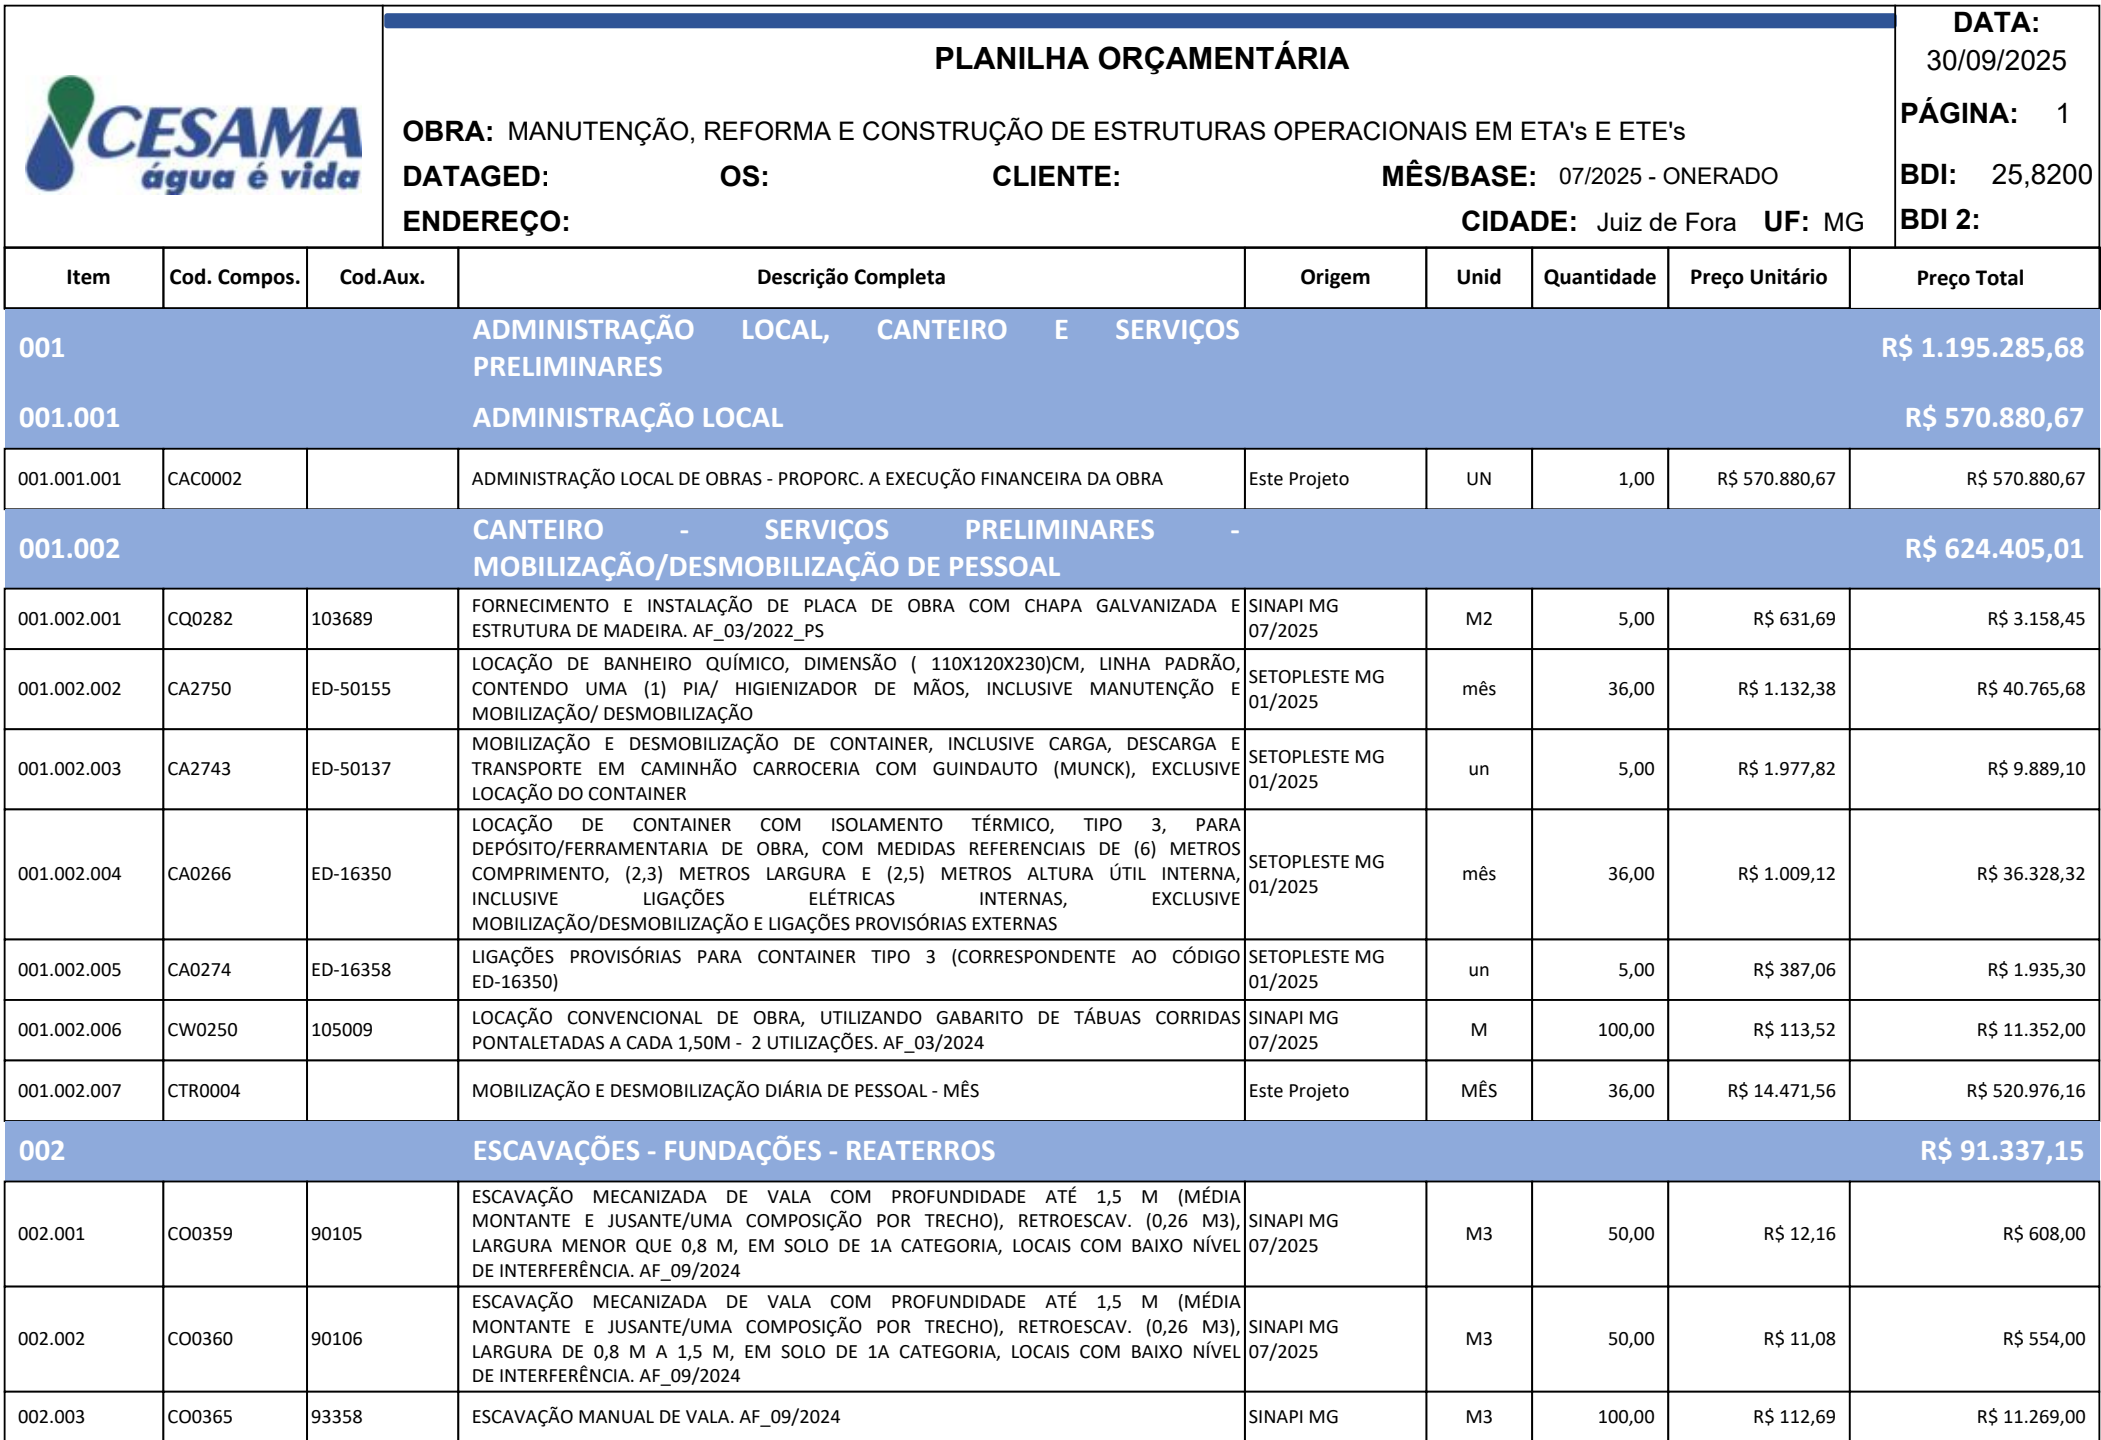 CESAMA
água é vida
PLANILHA ORÇAMENTÁRIA
OBRA: MANUTENÇÃO, REFORMA E CONSTRUÇÃO DE ESTRUTURAS OPERACIONAIS EM ETA's E ETE's
DATAGED: OS: CLIENTE: MÊS/BASE: 07/2025 - ONERADO
ENDEREÇO: CIDADE: Juiz de Fora UF: MG
DATA:
30/09/2025
PÁGINA: 1
BDI: 25,8200
BDI 2:
Item Cod. Compos. Cod.Aux. Descrição Completa Origem Unid Quantidade Preço Unitário Preço Total
001 ADMINISTRAÇÃO LOCAL, CANTEIRO E SERVIÇOS R$ 1.195.285,68
PRELIMINARES
001.001 ADMINISTRAÇÃO LOCAL R$ 570.880,67
001.001.001 CAC0002 ADMINISTRAÇÃO LOCAL DE OBRAS - PROPORC. A EXECUÇÃO FINANCEIRA DA OBRA Este Projeto UN 1,00 R$ 570.880,67 R$ 570.880,67
001.002 CANTEIRO - SERVIÇOS PRELIMINARES - R$ 624.405,01
MOBILIZAÇÃO/DESMOBILIZAÇÃO DE PESSOAL
001.002.001 CQ0282 103689 FORNECIMENTO E INSTALAÇÃO DE PLACA DE OBRA COM CHAPA GALVANIZADA E SINAPI MG M2 5,00 R$ 631,69 R$ 3.158,45
ESTRUTURA DE MADEIRA. AF_03/2022_PS 07/2025
LOCAÇÃO DE BANHEIRO QUÍMICO, DIMENSÃO ( 110X120X230)CM, LINHA PADRÃO,
001.002.002 CA2750 ED-50155 CONTENDO UMA (1) PIA/ HIGIENIZADOR DE MÃOS, INCLUSIVE MANUTENÇÃO E SETOPLESTE MG mês 36,00 R$ 1.132,38 R$ 40.765,68
MOBILIZAÇÃO/ DESMOBILIZAÇÃO 01/2025
MOBILIZAÇÃO E DESMOBILIZAÇÃO DE CONTAINER, INCLUSIVE CARGA, DESCARGA E
001.002.003 CA2743 ED-50137 TRANSPORTE EM CAMINHÃO CARROCERIA COM GUINDAUTO (MUNCK), EXCLUSIVE SETOPLESTE MG un 5,00 R$ 1.977,82 R$ 9.889,10
LOCAÇÃO DO CONTAINER 01/2025
LOCAÇÃO DE CONTAINER COM ISOLAMENTO TÉRMICO, TIPO 3, PARA
DEPÓSITO/FERRAMENTARIA DE OBRA, COM MEDIDAS REFERENCIAIS DE (6) METROS
001.002.004 CA0266 ED-16350 COMPRIMENTO, (2,3) METROS LARGURA E (2,5) METROS ALTURA ÚTIL INTERNA, SETOPLESTE MG mês 36,00 R$ 1.009,12 R$ 36.328,32
INCLUSIVE LIGAÇÕES ELÉTRICAS INTERNAS, EXCLUSIVE 01/2025
MOBILIZAÇÃO/DESMOBILIZAÇÃO E LIGAÇÕES PROVISÓRIAS EXTERNAS
001.002.005 CA0274 ED-16358 LIGAÇÕES PROVISÓRIAS PARA CONTAINER TIPO 3 (CORRESPONDENTE AO CÓDIGO SETOPLESTE MG un 5,00 R$ 387,06 R$ 1.935,30
ED-16350) 01/2025
001.002.006 CW0250 105009 LOCAÇÃO CONVENCIONAL DE OBRA, UTILIZANDO GABARITO DE TÁBUAS CORRIDAS SINAPI MG M 100,00 R$ 113,52 R$ 11.352,00
PONTALETADAS A CADA 1,50M - 2 UTILIZAÇÕES. AF_03/2024 07/2025
001.002.007 CTR0004 MOBILIZAÇÃO E DESMOBILIZAÇÃO DIÁRIA DE PESSOAL - MÊS Este Projeto MÊS 36,00 R$ 14.471,56 R$ 520.976,16
002 ESCAVAÇÕES - FUNDAÇÕES - REATERROS R$ 91.337,15
ESCAVAÇÃO MECANIZADA DE VALA COM PROFUNDIDADE ATÉ 1,5 M (MÉDIA
002.001 CO0359 90105 MONTANTE E JUSANTE/UMA COMPOSIÇÃO POR TRECHO), RETROESCAV. (0,26 M3), SINAPI MG M3 50,00 R$ 12,16 R$ 608,00
LARGURA MENOR QUE 0,8 M, EM SOLO DE 1A CATEGORIA, LOCAIS COM BAIXO NÍVEL 07/2025
DE INTERFERÊNCIA. AF_09/2024
ESCAVAÇÃO MECANIZADA DE VALA COM PROFUNDIDADE ATÉ 1,5 M (MÉDIA
002.002 CO0360 90106 MONTANTE E JUSANTE/UMA COMPOSIÇÃO POR TRECHO), RETROESCAV. (0,26 M3), SINAPI MG M3 50,00 R$ 11,08 R$ 554,00
LARGURA DE 0,8 M A 1,5 M, EM SOLO DE 1A CATEGORIA, LOCAIS COM BAIXO NÍVEL 07/2025
DE INTERFERÊNCIA. AF_09/2024
002.003 CO0365 93358 ESCAVAÇÃO MANUAL DE VALA. AF_09/2024 SINAPI MG M3 100,00 R$ 112,69 R$ 11.269,00